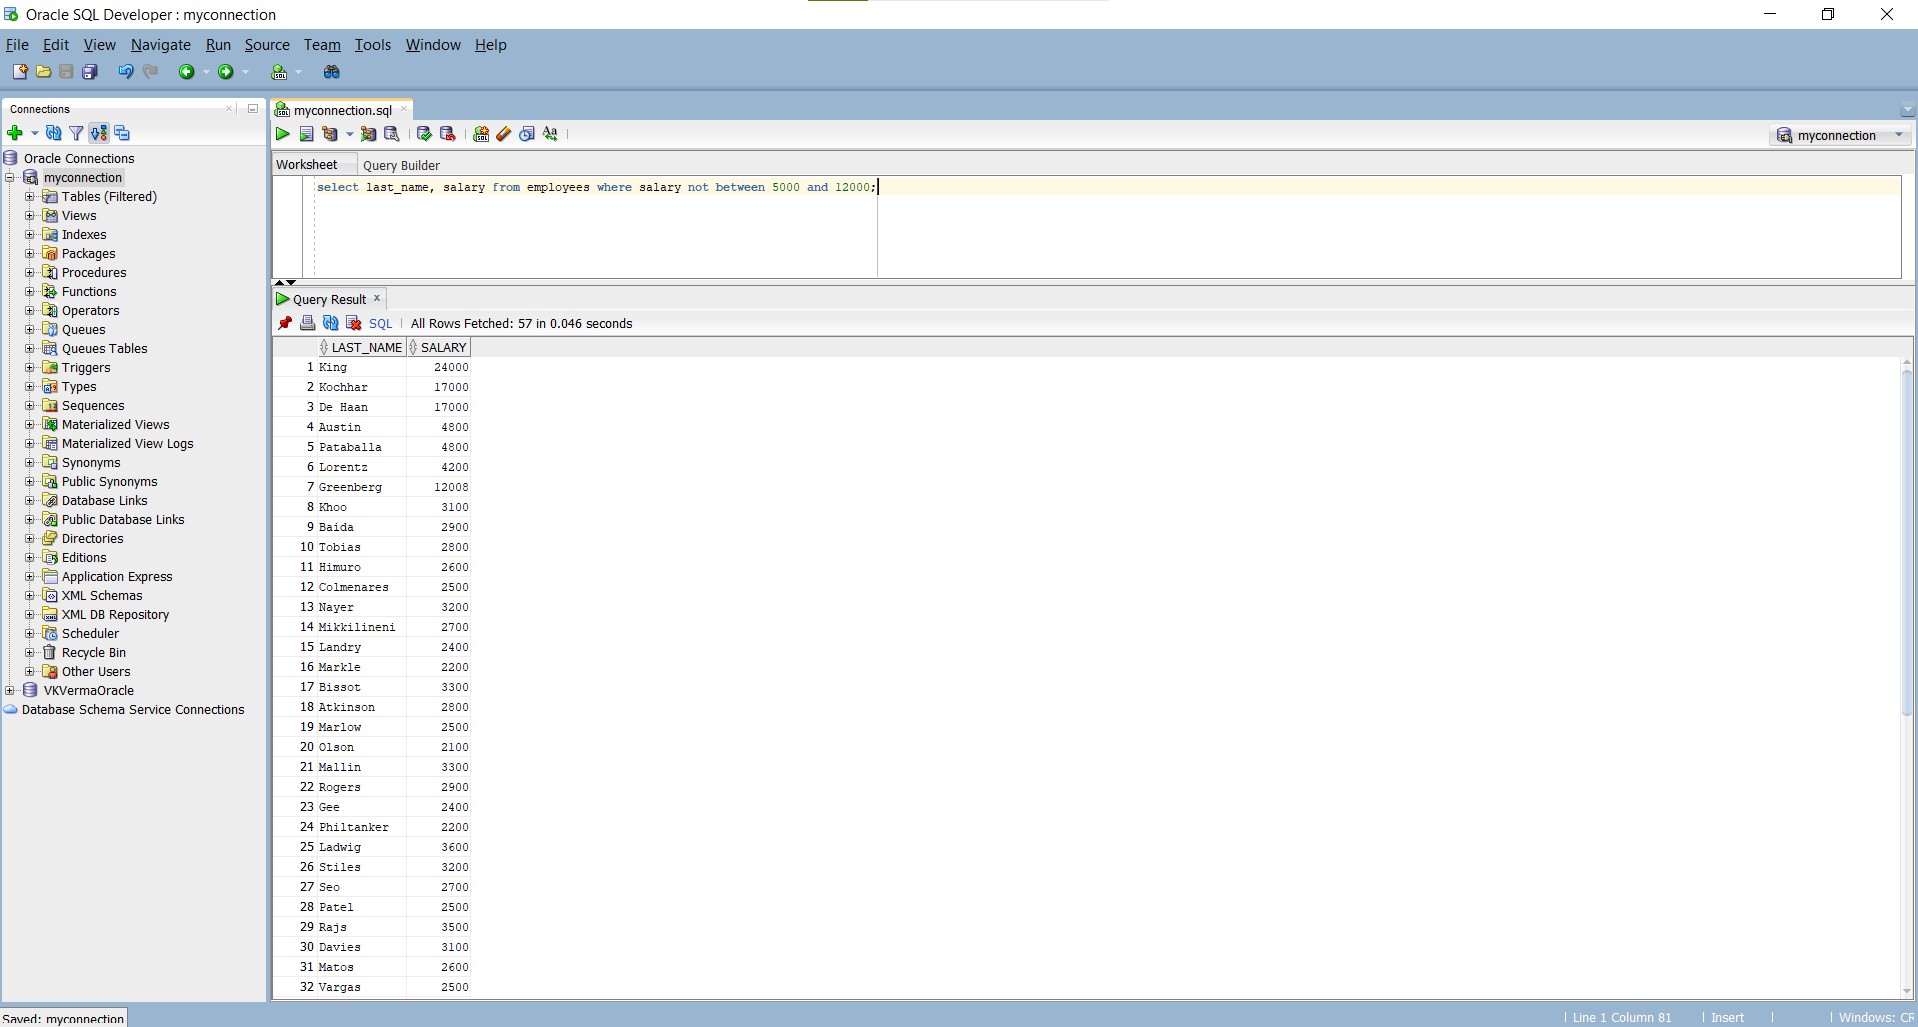 Oracle SQL Developer : myconnection
File Edit View Navigate Run Source Team Tools Window Help
Connections
Oracle Connections
myconnection
Tables (Filtered)
Views
Indexes
Packages
Procedures
Functions
Operators
Queues
Queues Tables
Triggers
Types
Sequences
Materialized Views
Materialized View Logs
Synonyms
Public Synonyms
Database Links
Public Database Links
Directories
Editions
Application Express
XML Schemas
XML DB Repository
Scheduler
Recycle Bin
Other Users
VKVermaOracle
Database Schema Service Connections
myconnection.sql
myconnection
Worksheet Query Builder
select last_name, salary from employees where salary not between 5000 and 12000;
Query Result
SQL All Rows Fetched: 57 in 0.046 seconds
LAST_NAME SALARY
1 King 24000
2 Kochhar 17000
3 De Haan 17000
4 Austin 4800
5 Pataballa 4800
6 Lorentz 4200
7 Greenberg 12008
8 Khoo 3100
9 Baida 2900
10 Tobias 2800
11 Himuro 2600
12 Colmenares 2500
13 Nayer 3200
14 Mikkilineni 2700
15 Landry 2400
16 Markle 2200
17 Bissot 3300
18 Atkinson 2800
19 Marlow 2500
20 Olson 2100
21 Mallin 3300
22 Rogers 2900
23 Gee 2400
24 Philtanker 2200
25 Ladwig 3600
26 Stiles 3200
27 Seo 2700
28 Patel 2500
29 Rajs 3500
30 Davies 3100
31 Matos 2600
32 Vargas 2500
Saved: myconnection
Line 1 Column 81 Insert Windows: CR